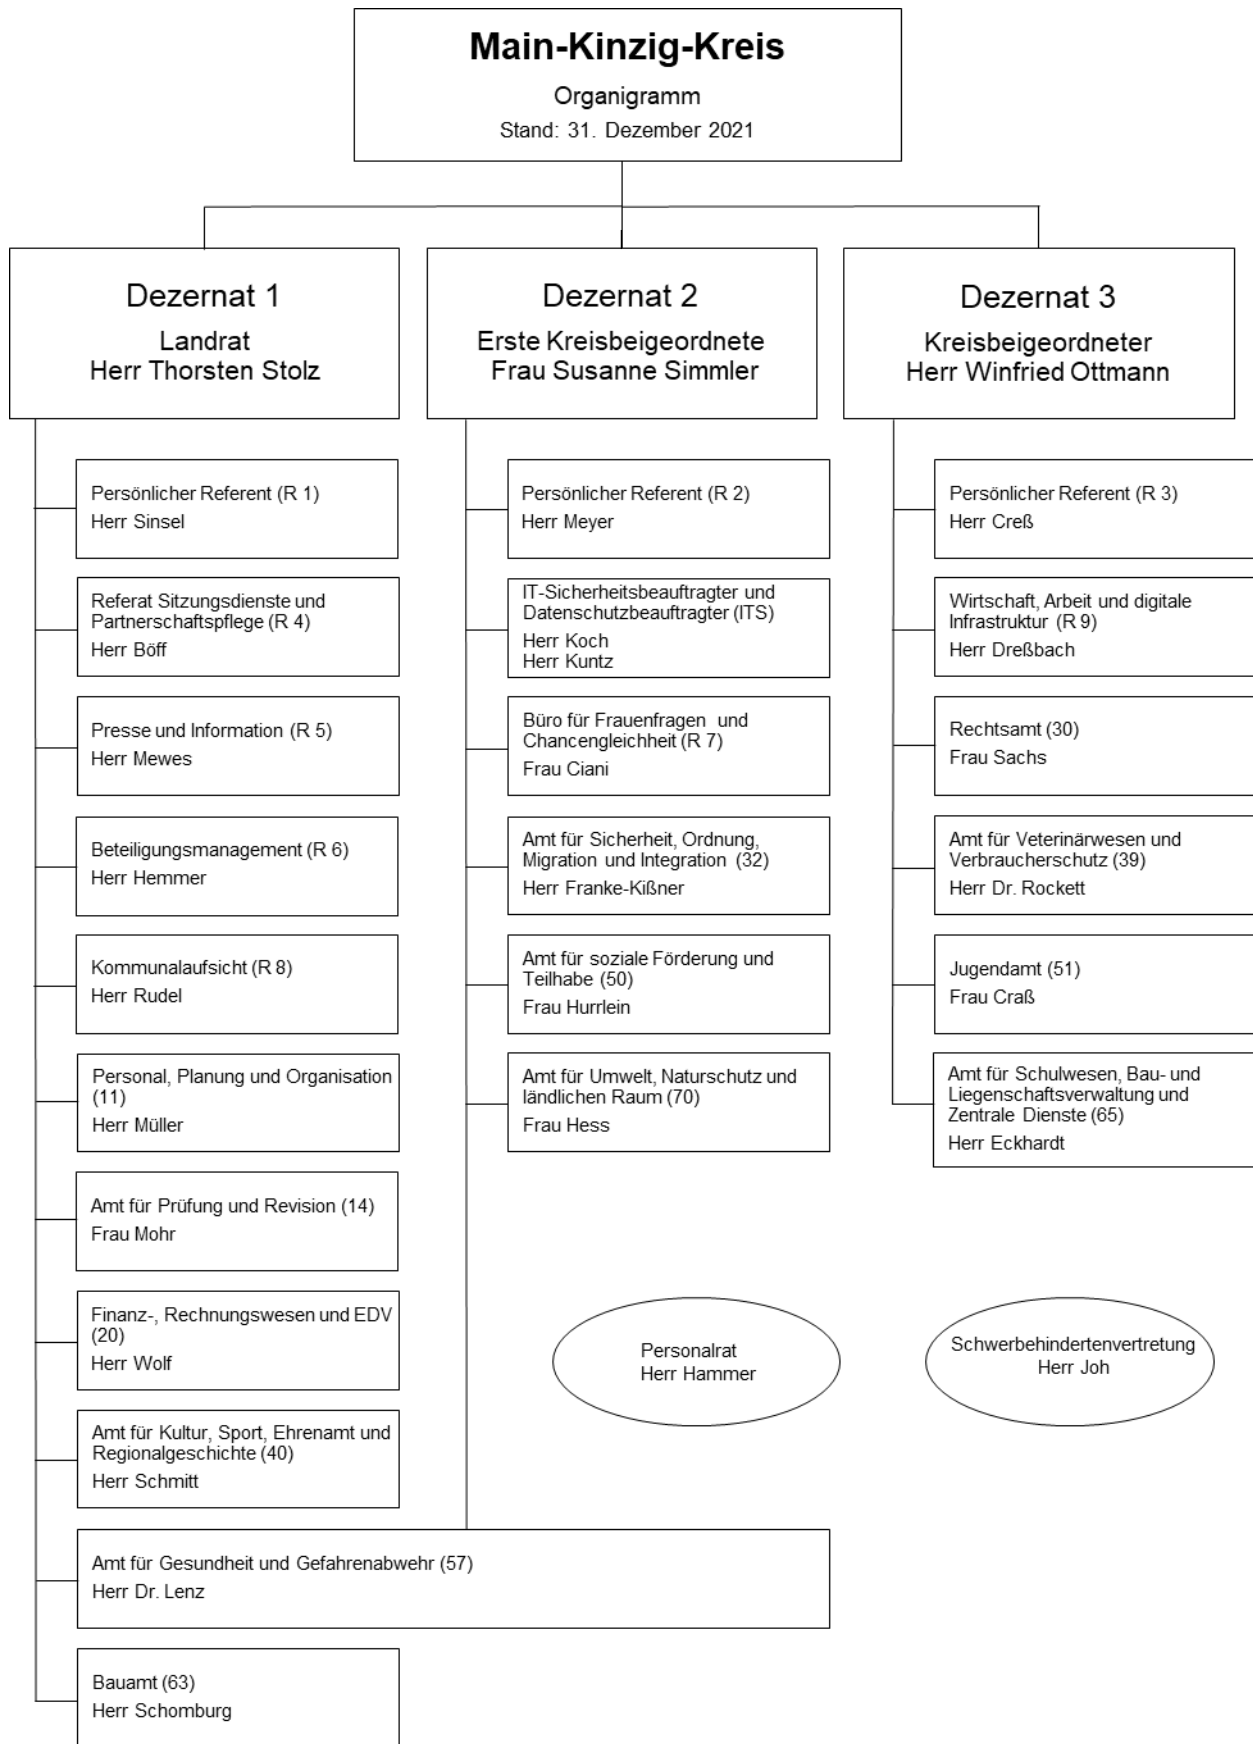 Main-Kinzig-Kreis
Organigramm
Stand: 31. Dezember 2021
Dezernat 1
Landrat
Herr Thorsten Stolz
Persönlicher Referent (R 1)
Herr Sinsel
Referat Sitzungsdienste und
Partnerschaftspflege (R 4)
Herr Böff
Presse und Information (R 5)
Herr Mewes
Beteiligungsmanagement (R 6)
Herr Hemmer
Kommunalaufsicht (R 8)
Herr Rudel
Personal, Planung und Organisation
(11)
Herr Müller
Amt für Prüfung und Revision (14)
Frau Mohr
Finanz-, Rechnungswesen und EDV
(20)
Herr Wolf
Amt für Kultur, Sport, Ehrenamt und
Regionalgeschichte (40)
Herr Schmitt
Amt für Gesundheit und Gefahrenabwehr (57)
Herr Dr. Lenz
Bauamt (63)
Herr Schomburg
Dezernat 2
Erste Kreisbeigeordnete
Frau Susanne Simmler
Persönlicher Referent (R 2)
Herr Meyer
IT-Sicherheitsbeauftragter und
Datenschutzbeauftragter (ITS)
Herr Koch
Herr Kuntz
Büro für Frauenfragen und
Chancengleichheit (R 7)
Frau Ciani
Amt für Sicherheit, Ordnung,
Migration und Integration (32)
Herr Franke-Kißner
Amt für soziale Förderung und
Teilhabe (50)
Frau Hurrlein
Amt für Umwelt, Naturschutz und
ländlichen Raum (70)
Frau Hess
Dezernat 3
Kreisbeigeordneter
Herr Winfried Ottmann
Persönlicher Referent (R 3)
Herr Creß
Wirtschaft, Arbeit und digitale
Infrastruktur (R 9)
Herr Dreßbach
Rechtsamt (30)
Frau Sachs
Amt für Veterinärwesen und
Verbraucherschutz (39)
Herr Dr. Rockett
Jugendamt (51)
Frau Craß
Amt für Schulwesen, Bau- und
Liegenschaftsverwaltung und
Zentrale Dienste (65)
Herr Eckhardt
Personalrat
Herr Hammer
Schwerbehindertenvertretung
Herr Joh